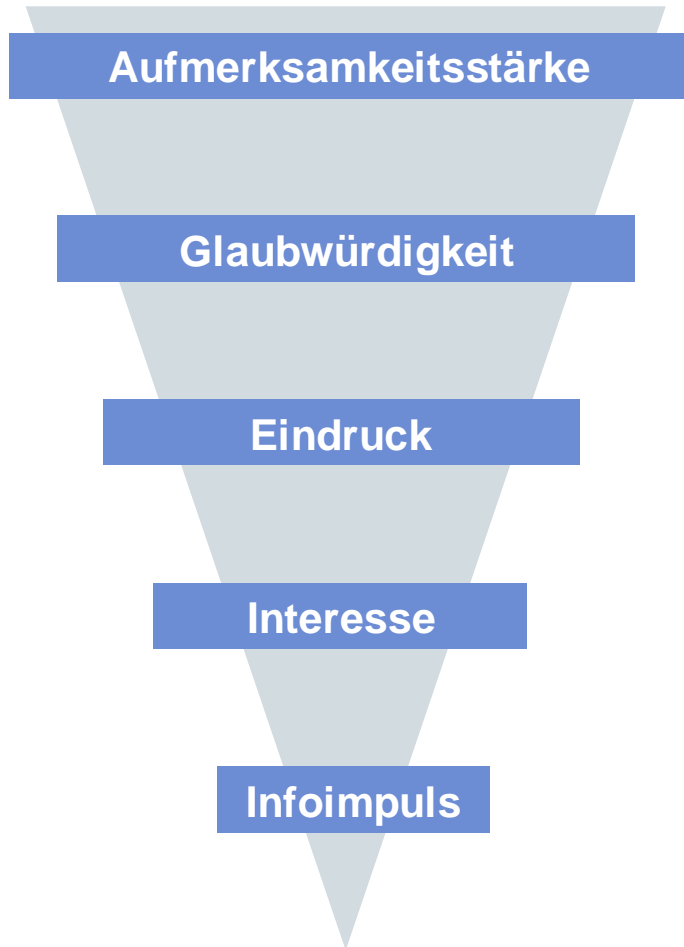 Aufmerksamkeitsstärke
Glaubwürdigkeit
Eindruck
Interesse
Infoimpuls